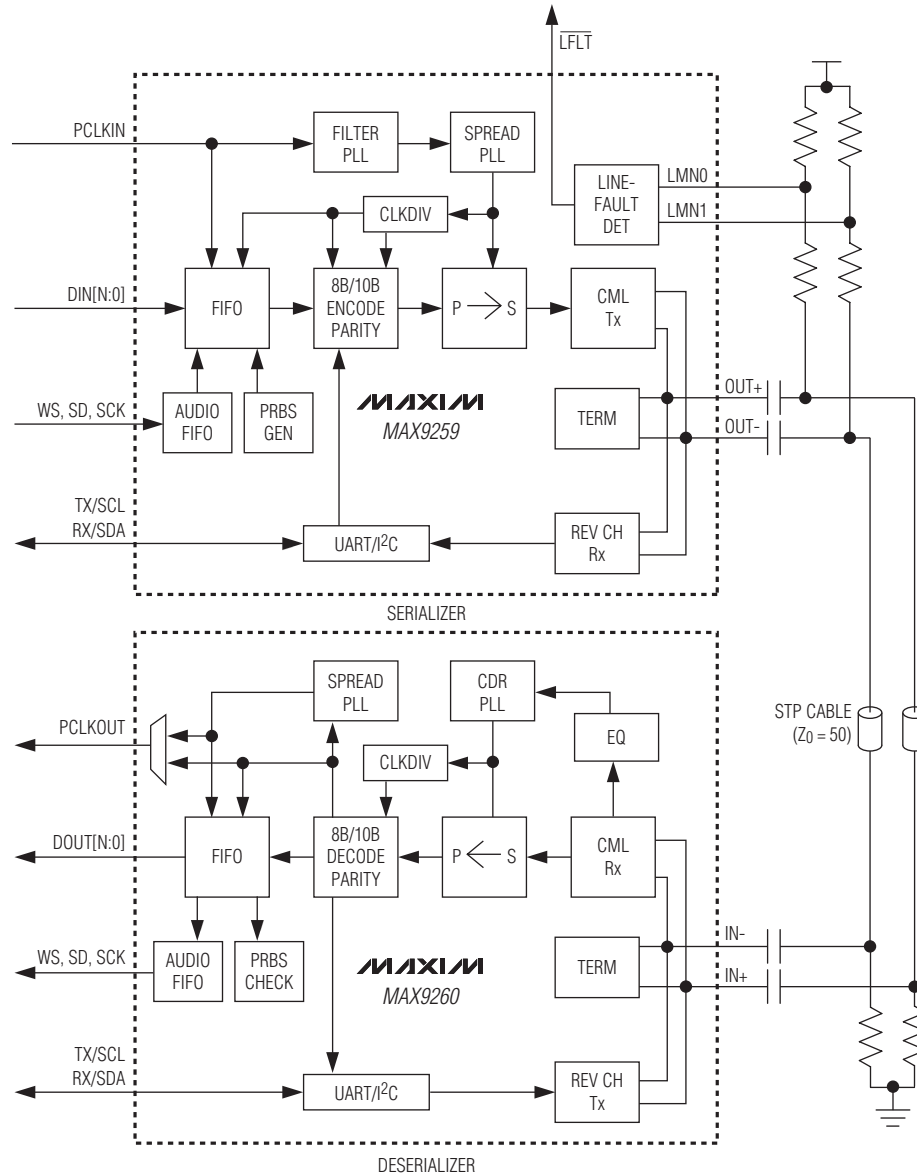 LFLT
PCLKIN
FILTER
PLL
SPREAD
PLL
LINE-
FAULT
DET
LMN0
LMN1
CLKDIV
DIN[N:0]
FIFO
8B/10B
ENCODE
PARITY
P S
CML
Tx
WS, SD, SCK
AUDIO
FIFO
PRBS
GEN
MAXIM
MAX9259
TERM
OUT+
OUT-
TX/SCL
RX/SDA
UART/I²C
REV CH
Rx
SERIALIZER
SPREAD
PLL
CDR
PLL
PCLKOUT
EQ
STP CABLE
(Z0 = 50)
CLKDIV
DOUT[N:0]
FIFO
8B/10B
DECODE
PARITY
P S
CML
Rx
WS, SD, SCK
AUDIO
FIFO
PRBS
CHECK
MAXIM
MAX9260
TERM
IN-
IN+
TX/SCL
RX/SDA
UART/I²C
REV CH
Tx
DESERIALIZER